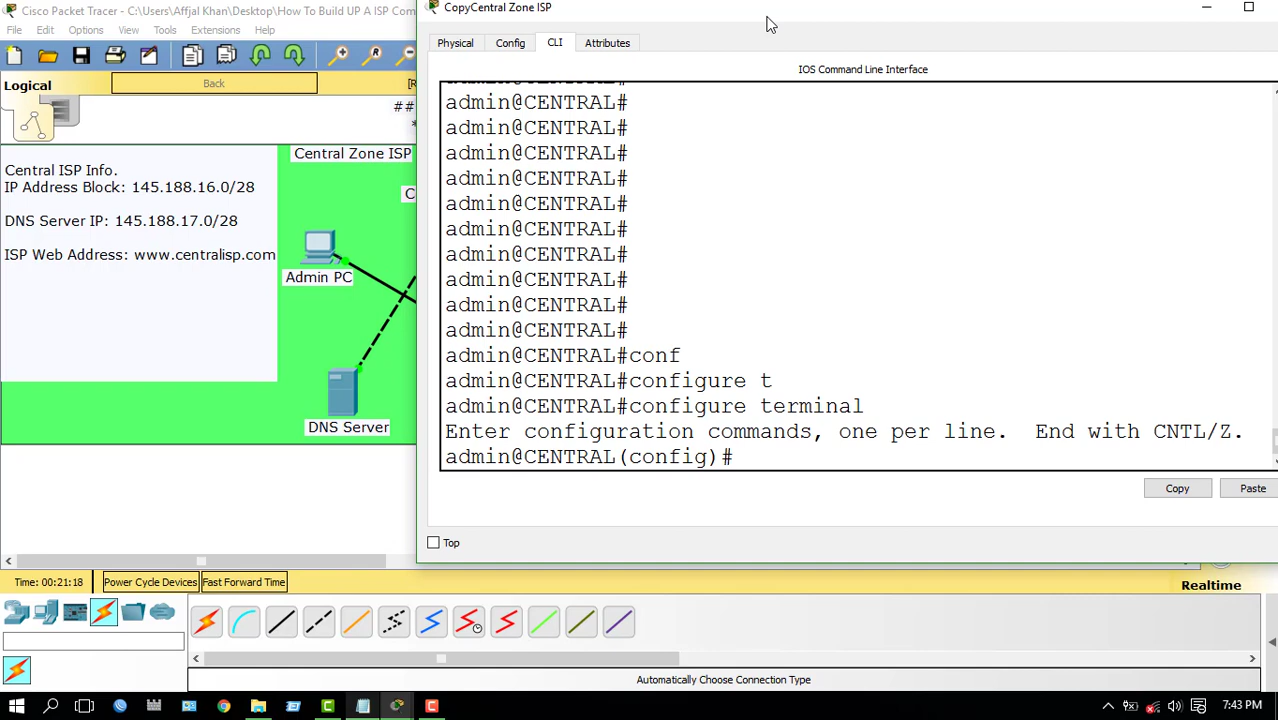 Cisco Packet Tracer - C:\Users\Affjal Khan\Desktop\How To Build UP A ISP Com
CopyCentral Zone ISP
File Edit Options View Tools Extensions Help
Physical Config CLI Attributes
IOS Command Line Interface
Back
Logical
##
Central Zone ISP
Central ISP Info.
IP Address Block: 145.188.16.0/28
DNS Server IP: 145.188.17.0/28
ISP Web Address: www.centralisp.com
Admin PC
DNS Server
admin@CENTRAL#
admin@CENTRAL#
admin@CENTRAL#
admin@CENTRAL#
admin@CENTRAL#
admin@CENTRAL#
admin@CENTRAL#
admin@CENTRAL#
admin@CENTRAL#
admin@CENTRAL#
admin@CENTRAL#conf
admin@CENTRAL#configure t
admin@CENTRAL#configure terminal
Enter configuration commands, one per line. End with CNTL/Z.
admin@CENTRAL(config)#
Copy Paste
Top
Time: 00:21:18 Power Cycle Devices Fast Forward Time
Realtime
Automatically Choose Connection Type
7:43 PM